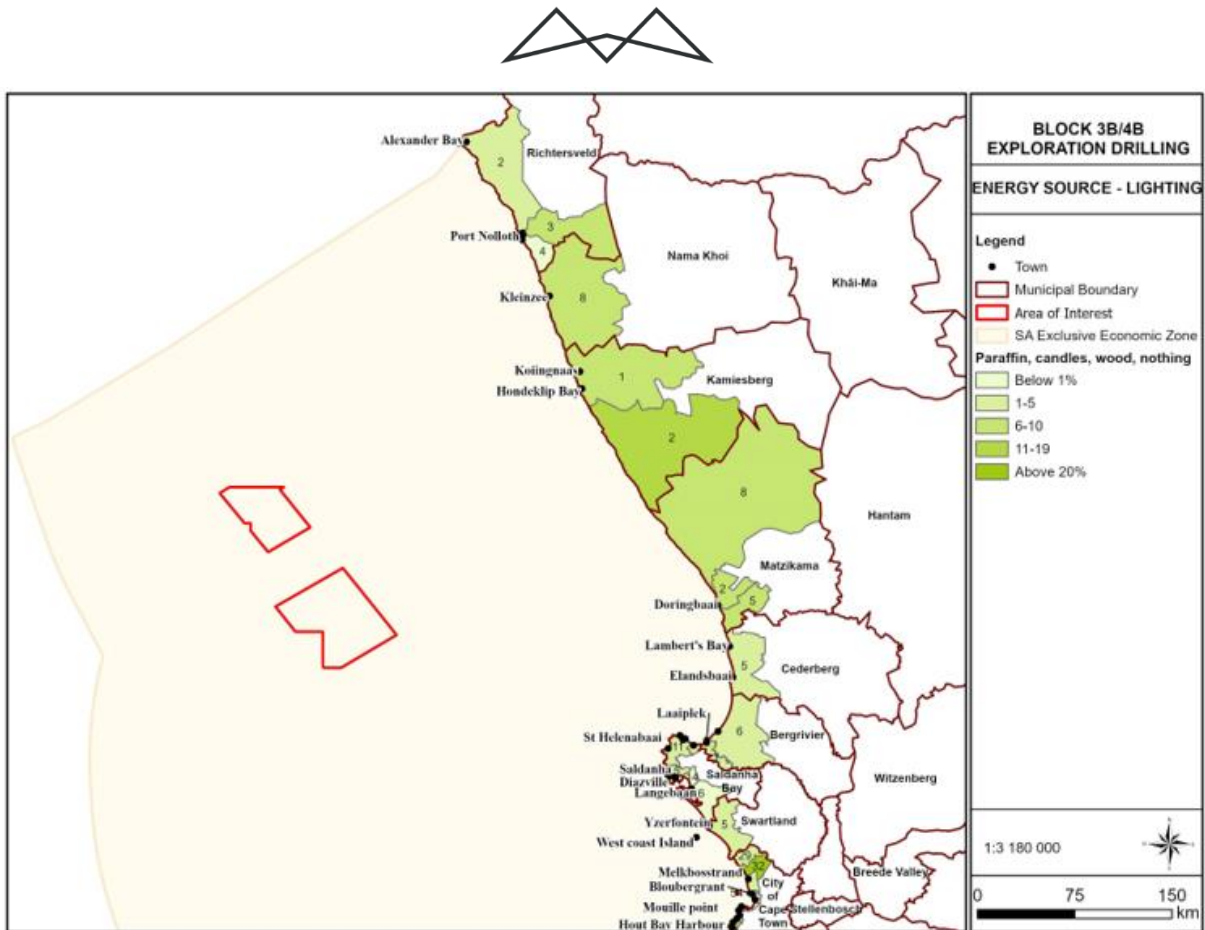 Alexander Bay
Richtersveld
2
3
Port Nolloth
4
Nama Khoi
Khâi-Ma
Kleinzee
8
Koiingnaas
1
Kamiesberg
Hondeklip Bay
2
8
Hantam
Matzikama
2
5
Doringbaai
Lambert's Bay
5
Cederberg
Elandsbaai
Laaiplek
6
St Helenabaai
Bergrivier
11
Saldanha
Saldanha
Bay
Diazville
Langebaan
6
Witzenberg
Yzerfontein
5
Swartland
West coast Island
29
32
Melkbosstrand
Breede Valley
Bloubergrant
City
of
Cape
Town
Mouille point
Stellenbosch
Hout Bay Harbour
BLOCK 3B/4B
EXPLORATION DRILLING
ENERGY SOURCE - LIGHTING
Legend
Town
Municipal Boundary
Area of Interest
SA Exclusive Economic Zone
Paraffin, candles, wood, nothing
Below 1%
1-5
6-10
11-19
Above 20%
1:3 180 000
0 75 150
km